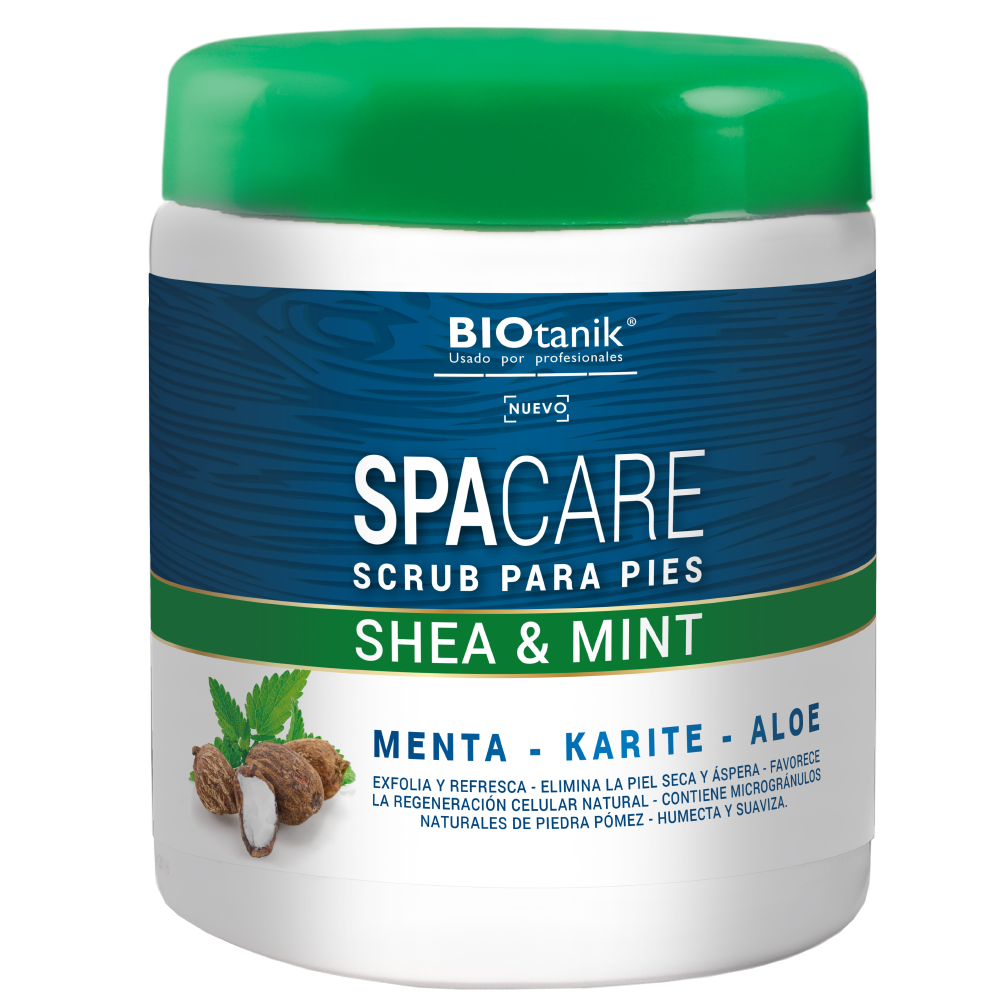 BIOtanik®
Usado por profesionales
NUEVO
SPACARE
SCRUB PARA PIES
SHEA & MINT
MENTA - KARITE - ALOE
EXFOLIA Y REFRESCA - ELIMINA LA PIEL SECA Y ÁSPERA - FAVORECE
LA REGENERACIÓN CELULAR NATURAL - CONTIENE MICROGRÁNULOS
NATURALES DE PIEDRA PÓMEZ - HUMECTA Y SUAVIZA.